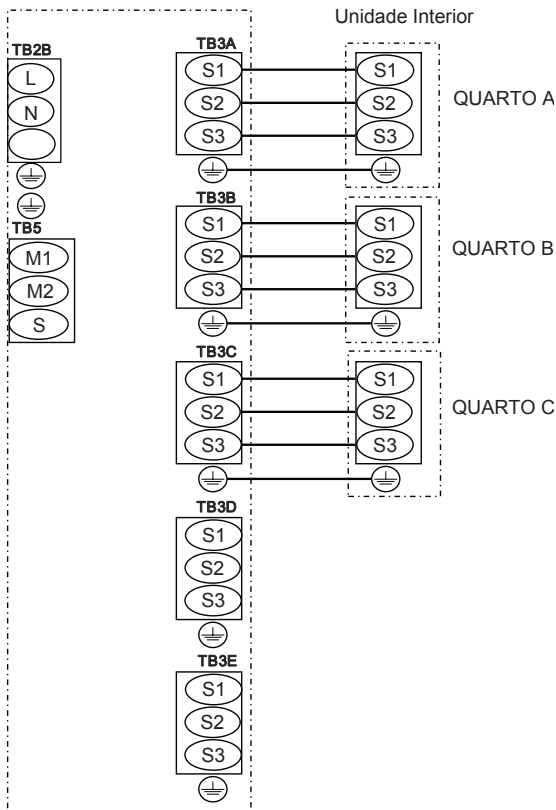 Unidade Interior
TB2B
L
N
TB5
M1
M2
S
TB3A
S1
S2
S3
S1
S2
S3
QUARTO A
TB3B
S1
S2
S3
S1
S2
S3
QUARTO B
TB3C
S1
S2
S3
S1
S2
S3
QUARTO C
TB3D
S1
S2
S3
TB3E
S1
S2
S3